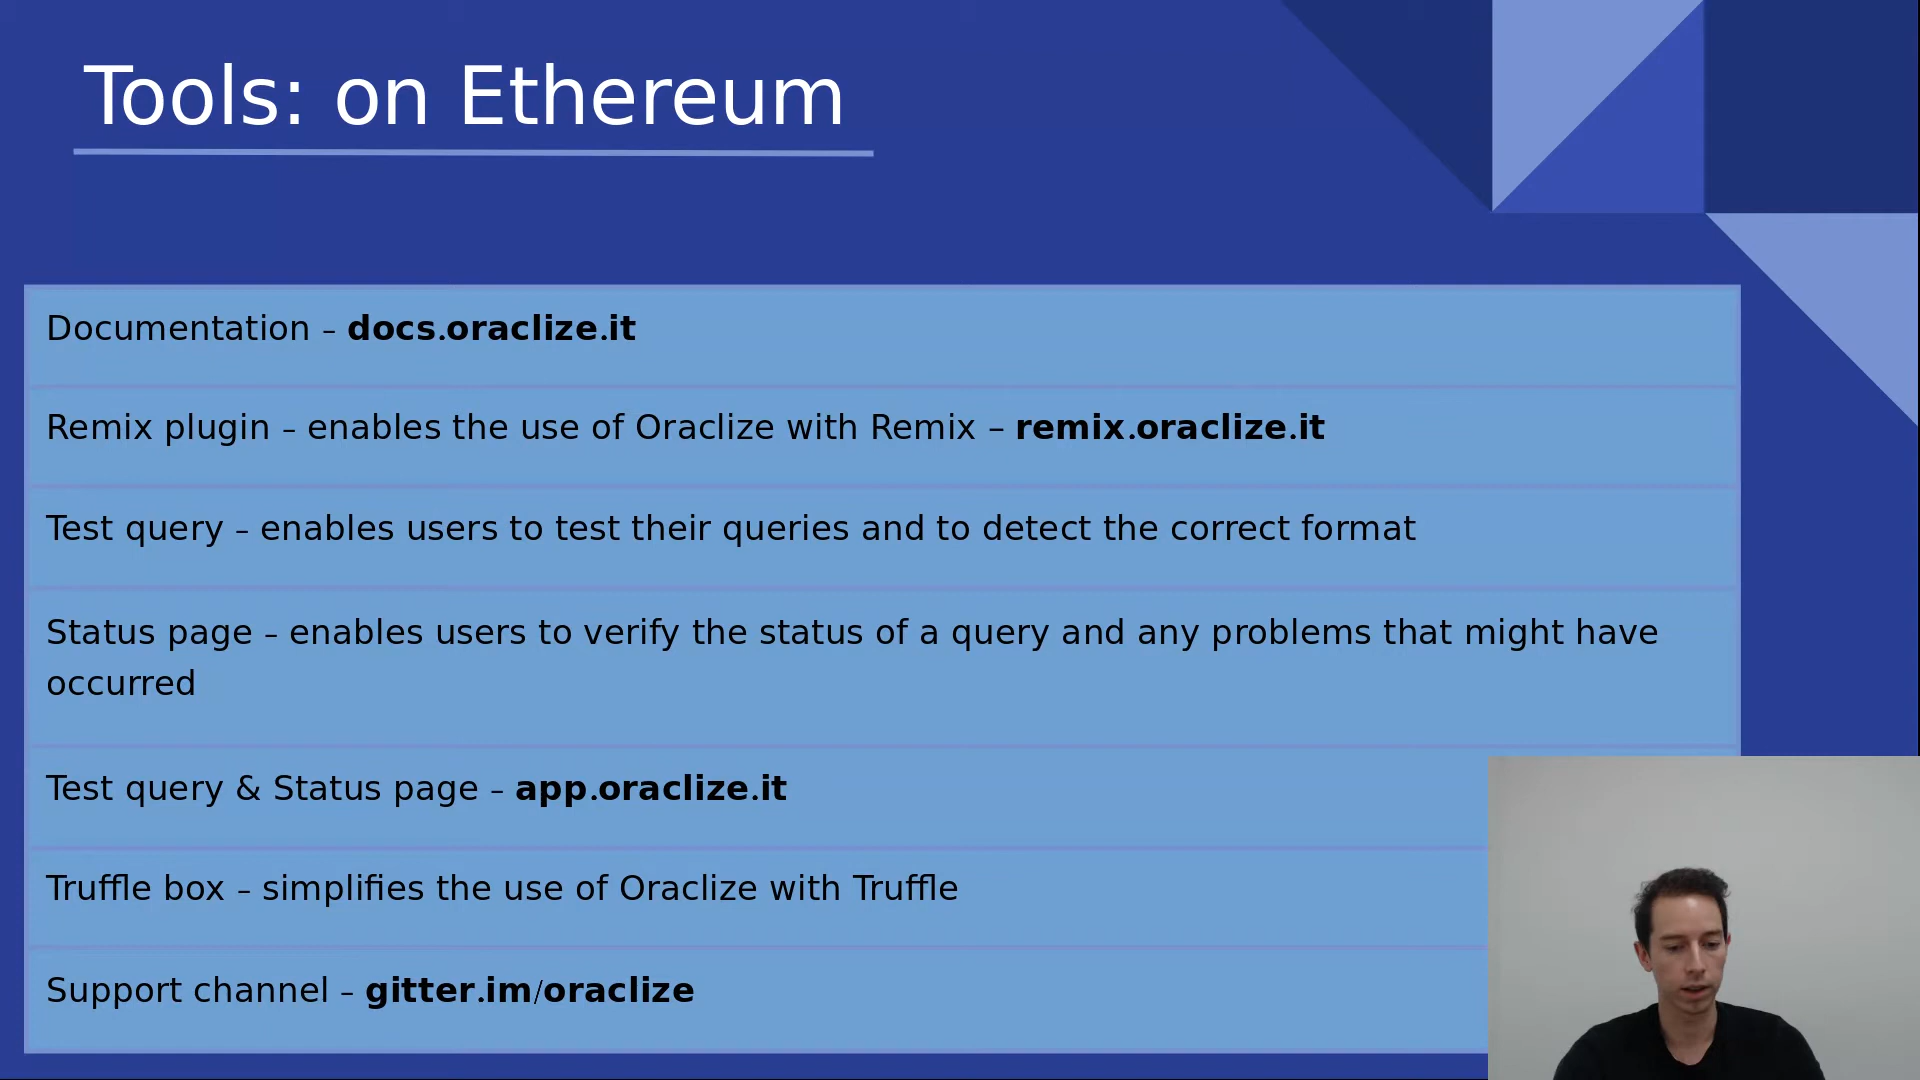 Tools: on Ethereum
Documentation – docs.oraclize.it
Remix plugin – enables the use of Oraclize with Remix – remix.oraclize.it
Test query – enables users to test their queries and to detect the correct format
Status page – enables users to verify the status of a query and any problems that might have
occurred
Test query & Status page – app.oraclize.it
Truffle box – simplifies the use of Oraclize with Truffle
Support channel – gitter.im/oraclize